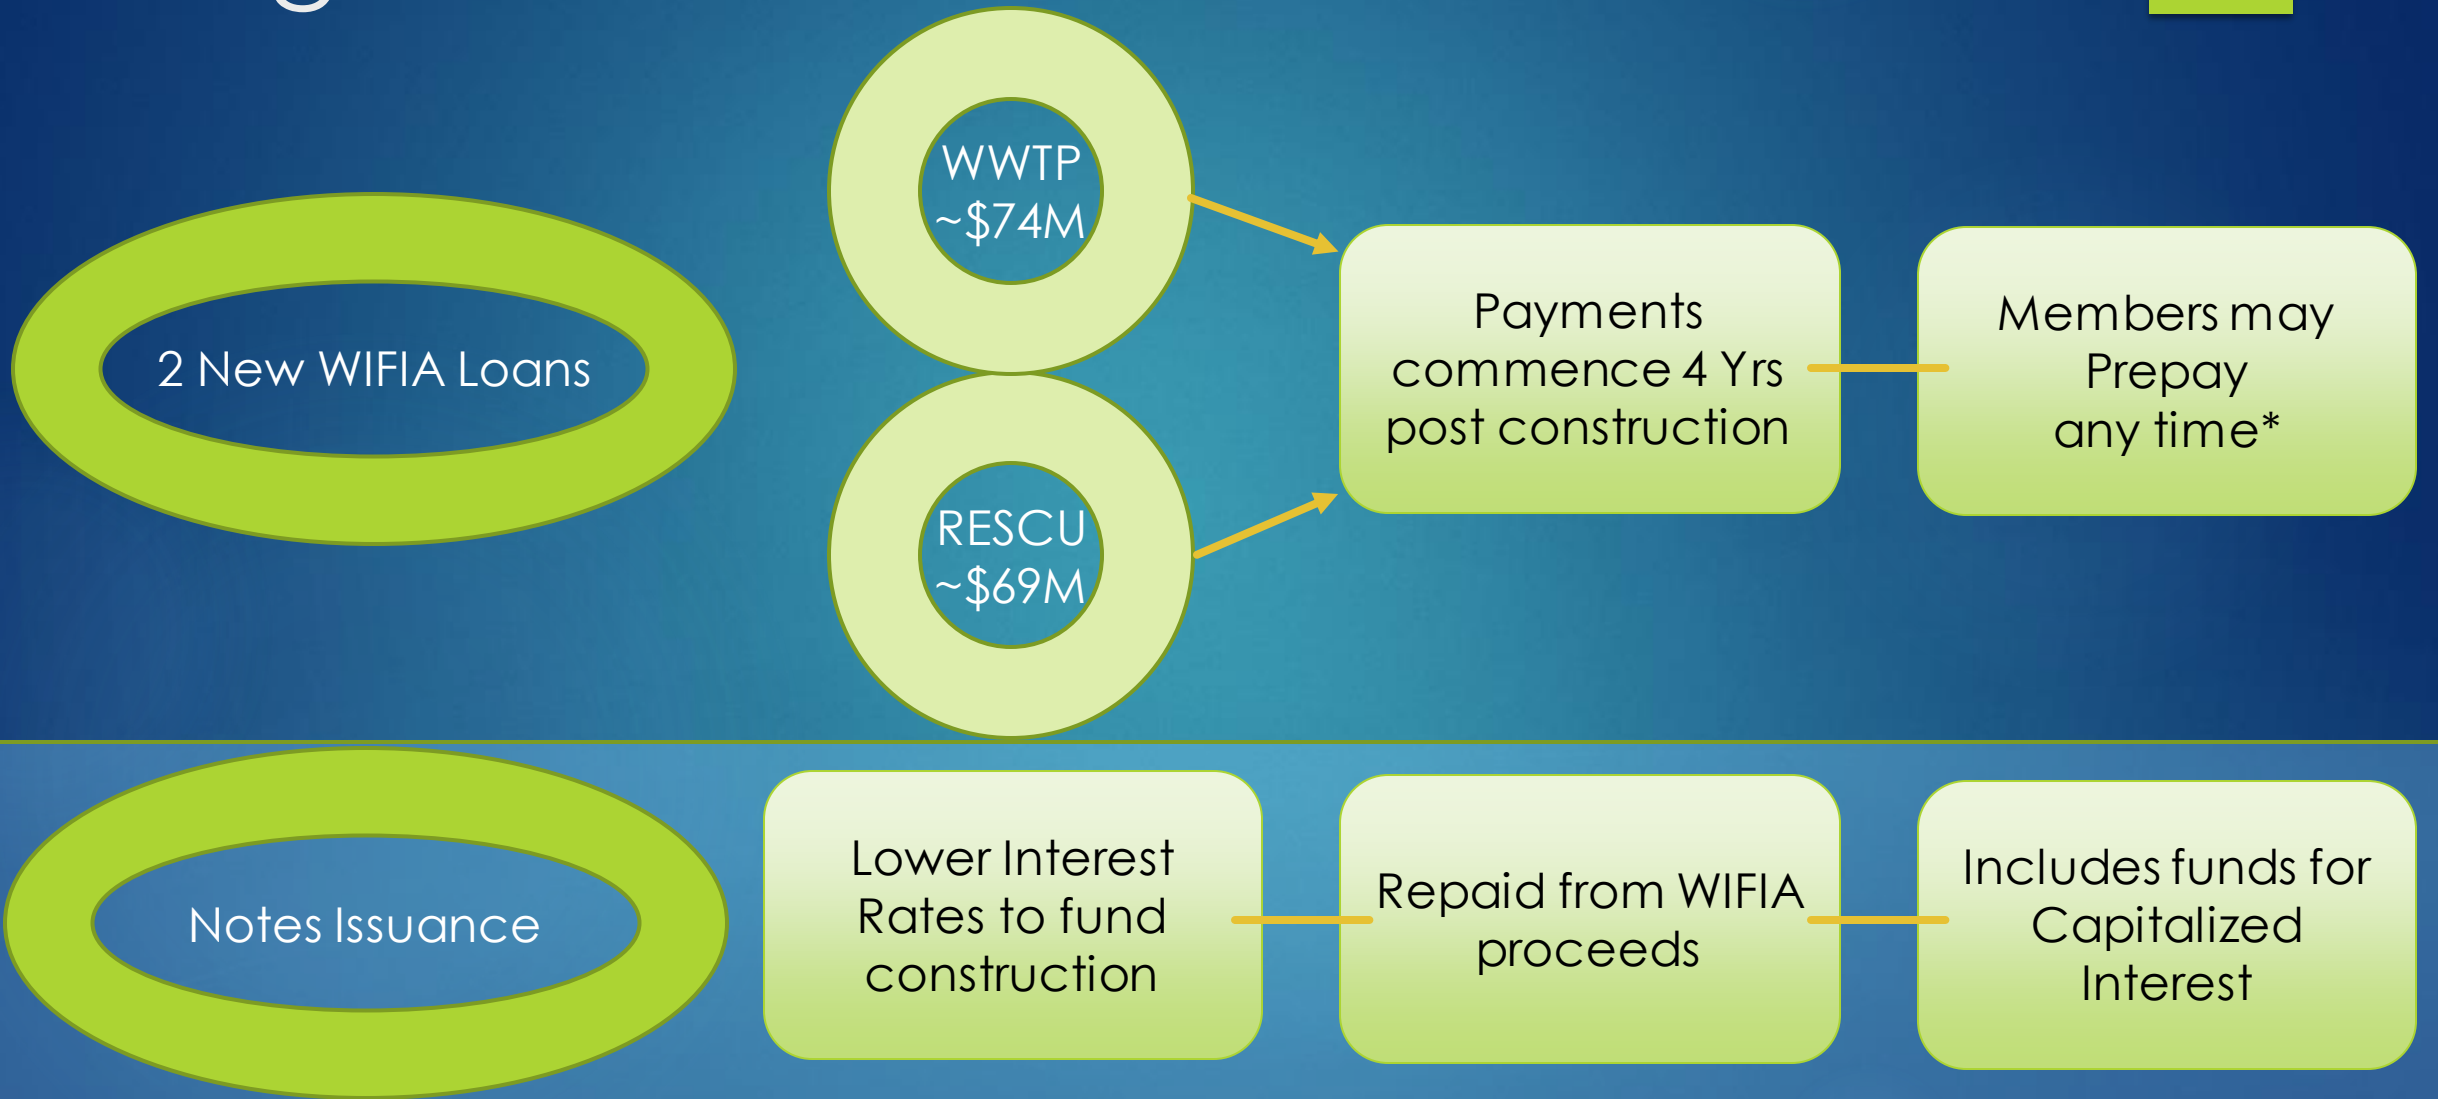 2 New WIFIA Loans
WWTP
~$74M
RESCU
~$69M
Payments
commence 4 Yrs
post construction
Members may
Prepay
any time*
Notes Issuance
Lower Interest
Rates to fund
construction
Repaid from WIFIA
proceeds
Includes funds for
Capitalized
Interest